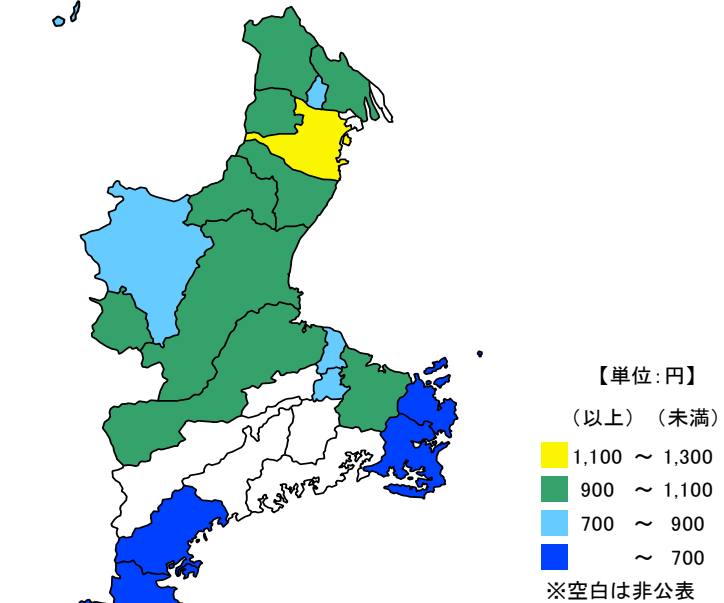 【単位：円】
（以上）（未満）
1,100 ～ 1,300
900 ～ 1,100
700 ～ 900
～ 700
※空白は非公表